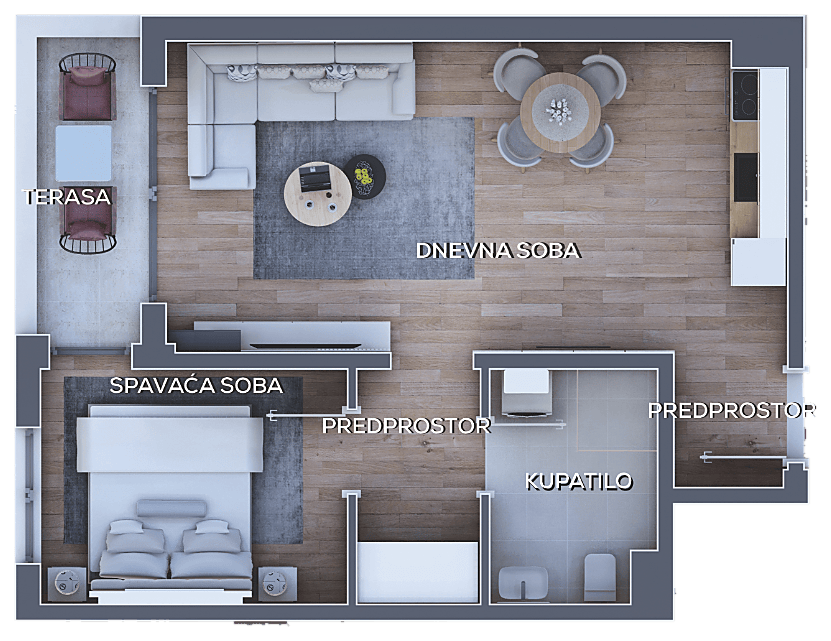 TERASA
DNEVNA SOBA
SPAVAĆA SOBA
PREDPROSTOR
PREDPROSTOR
KUPATILO